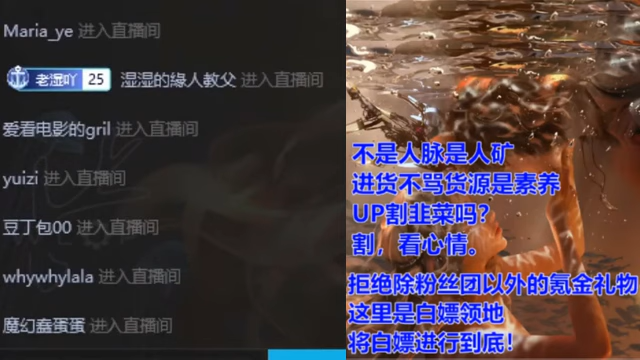 Maria_ye 进入直播间
老湿吖 25 湿湿的緣人教父 进入直播间
爱看电影的gril 进入直播间
yuizi 进入直播间
豆丁包00 进入直播间
whywhylala 进入直播间
魔幻蠢蛋蛋 进入直播间
不是人脉是人矿
进货不骂货源是素养
UP割韭菜吗?
割，看心情。
拒绝除粉丝团以外的氪金礼物
这里是白嫖领地
将白嫖进行到底!